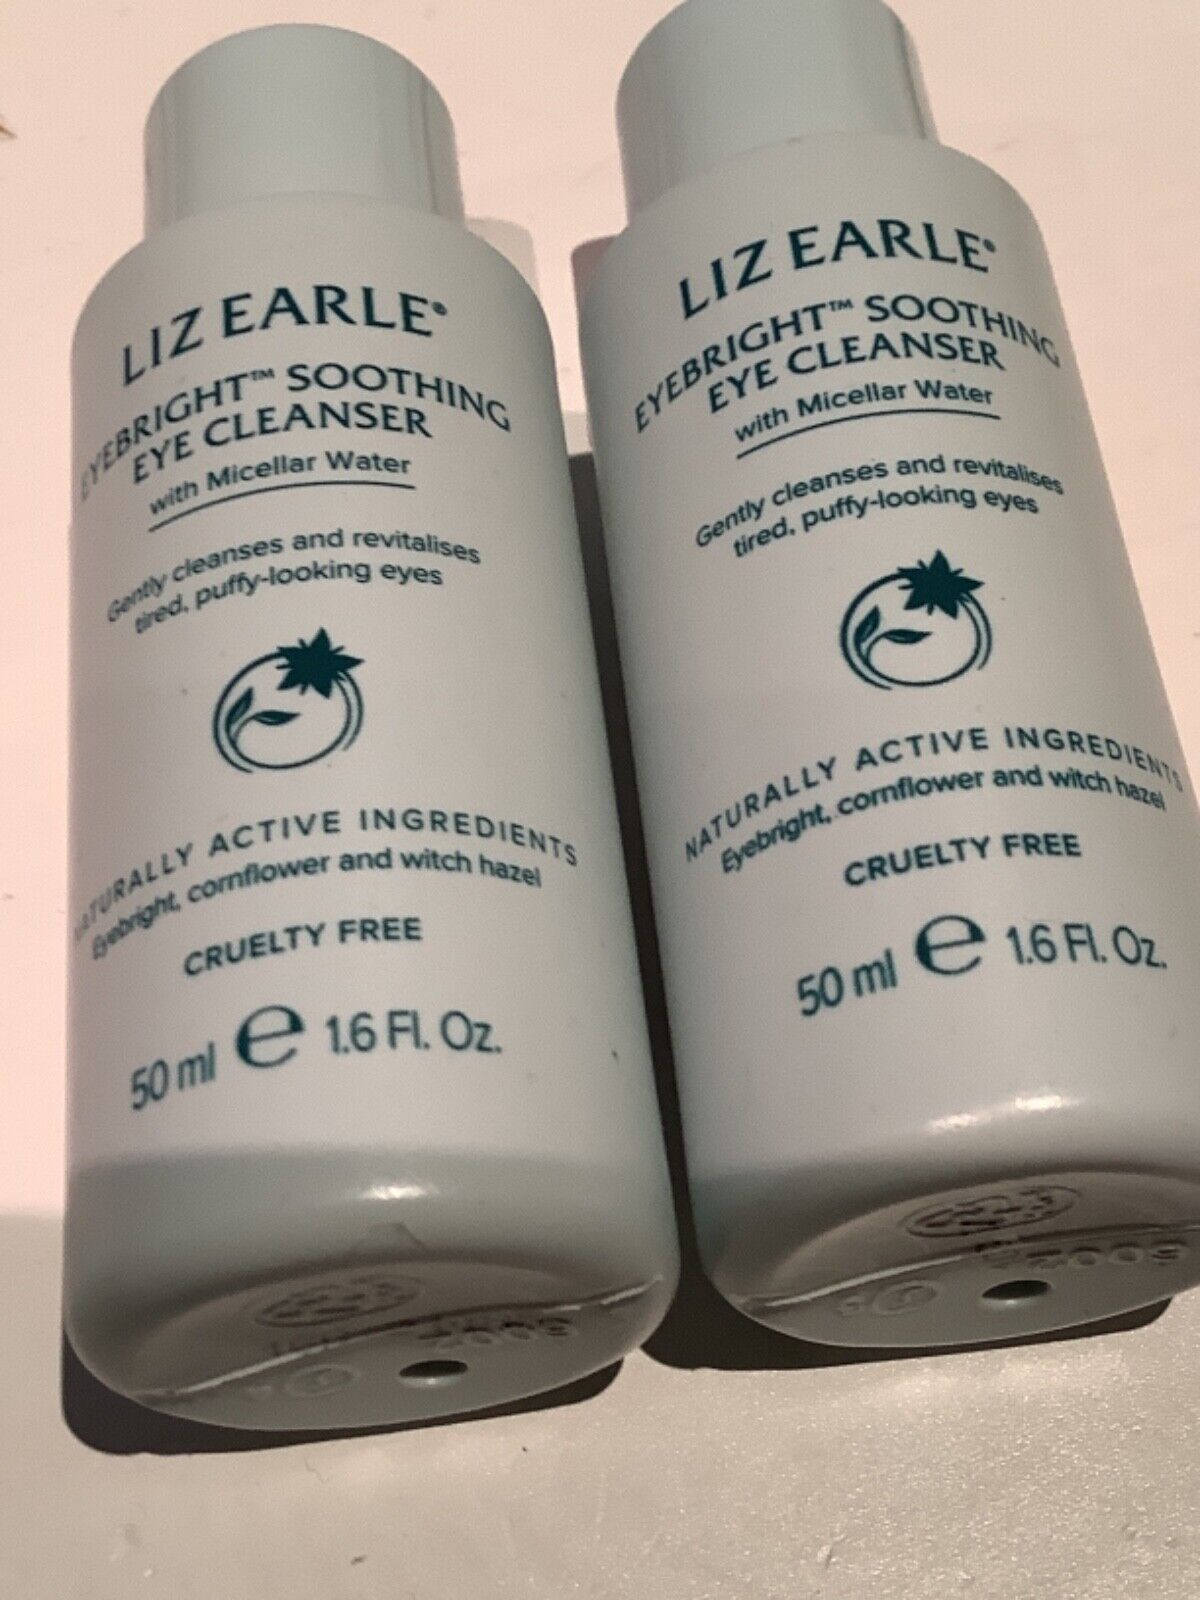 LIZ EARLE®
EYEBRIGHT™ SOOTHING
EYE CLEANSER
with Micellar Water
Gently cleanses and revitalises
tired, puffy-looking eyes
NATURALLY ACTIVE INGREDIENTS
Eyebright, cornflower and witch hazel
CRUELTY FREE
50 ml e 1.6 Fl. Oz.
LIZ EARLE®
EYEBRIGHT™ SOOTHING
EYE CLEANSER
with Micellar Water
Gently cleanses and revitalises
tired, puffy-looking eyes
NATURALLY ACTIVE INGREDIENTS
Eyebright, cornflower and witch hazel
CRUELTY FREE
50 ml e 1.6 Fl. Oz.